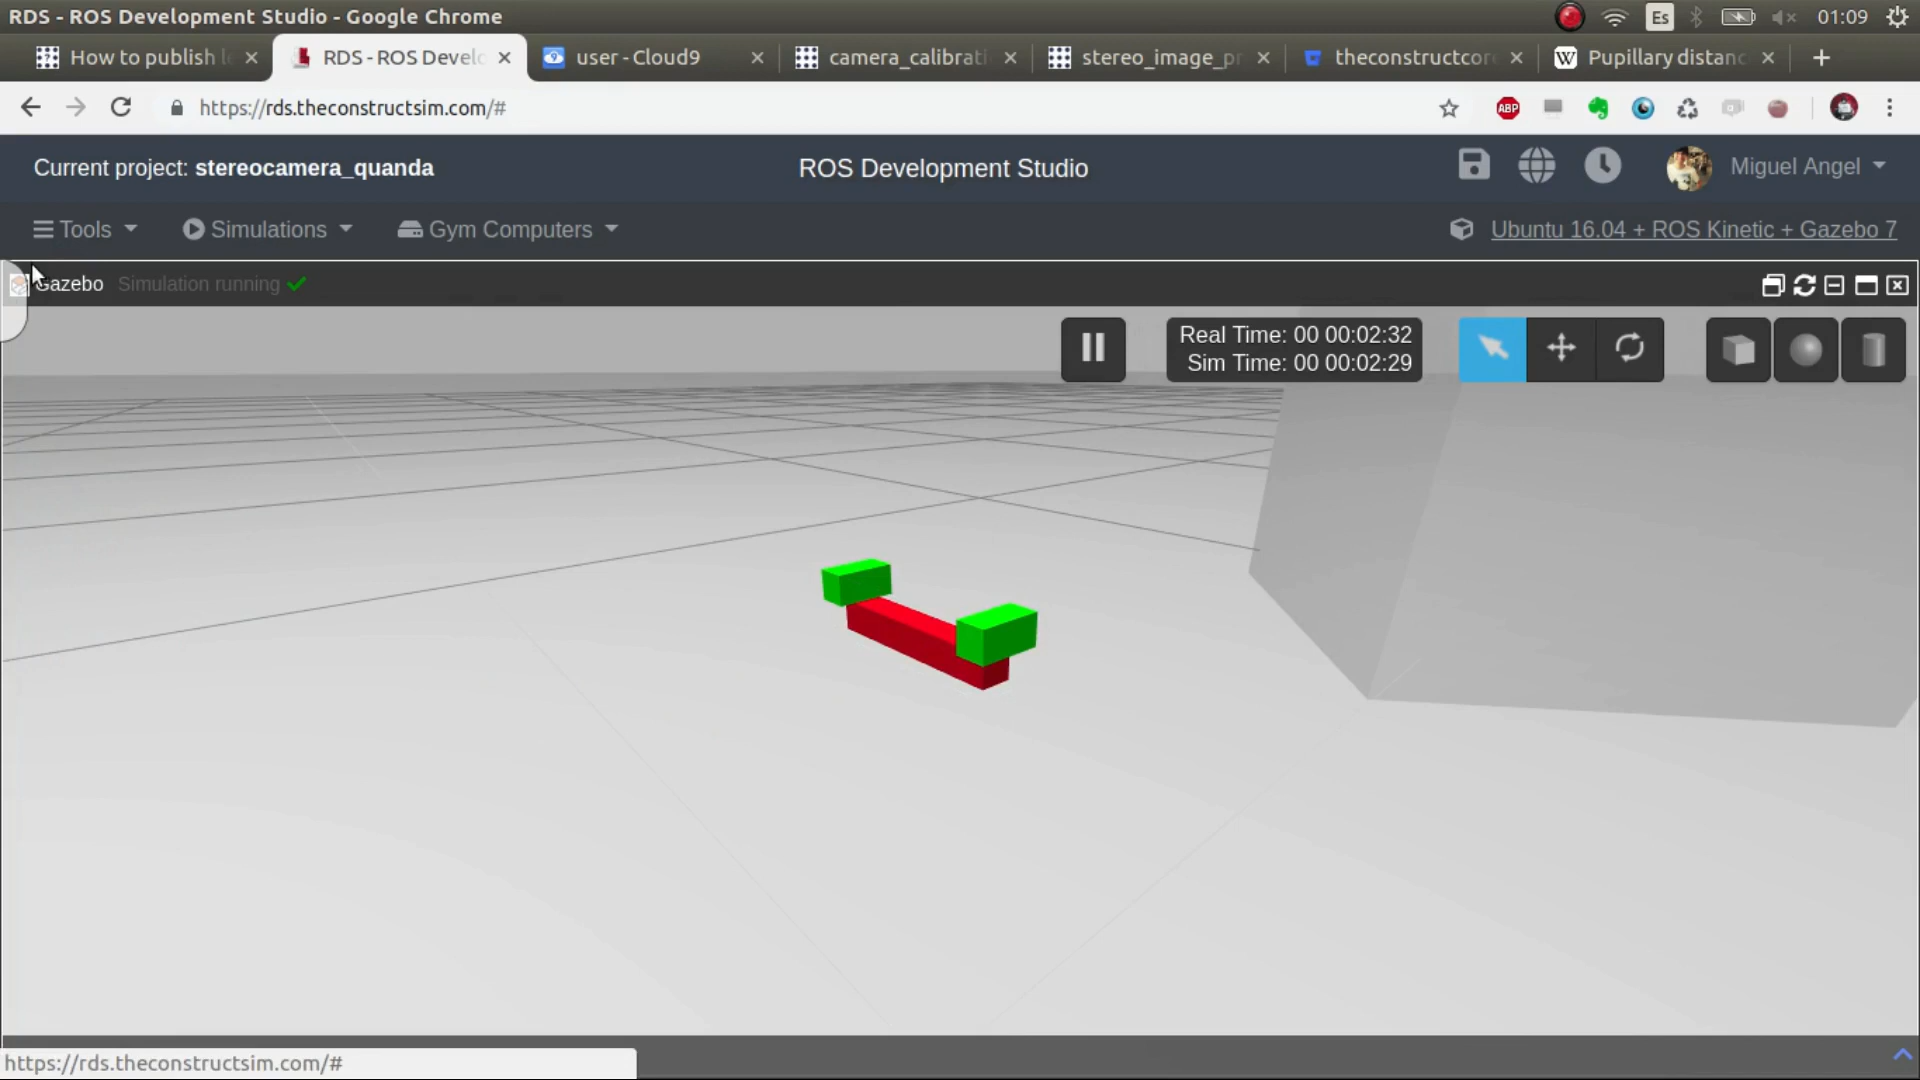 RDS - ROS Development Studio - Google Chrome
Es
01:09
How to publish l
RDS - ROS Develo
user - Cloud9
camera_calibrati
stereo_image_pr
theconstructcore
Pupillary distanc
https://rds.theconstructsim.com/#
ABP
Current project: stereocamera_quanda
ROS Development Studio
Miguel Angel
Tools
Simulations
Gym Computers
Ubuntu 16.04 + ROS Kinetic + Gazebo 7
Gazebo
Simulation running
Real Time: 00 00:02:32
Sim Time: 00 00:02:29
https://rds.theconstructsim.com/#